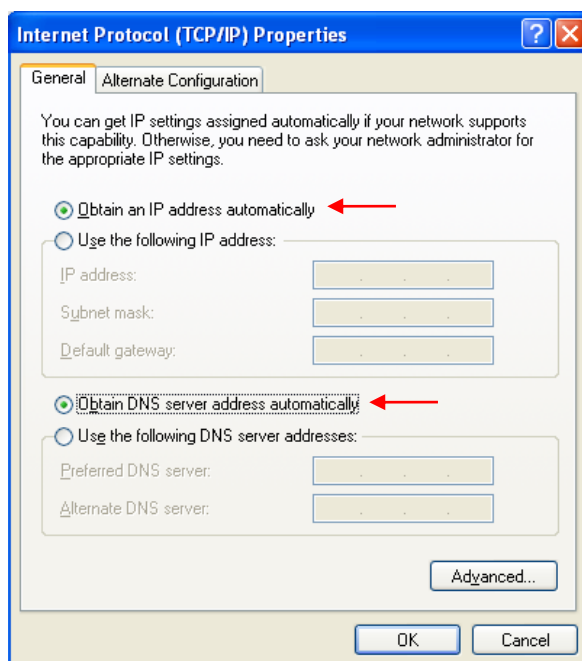 Internet Protocol (TCP/IP) Properties
General
Alternate Configuration
You can get IP settings assigned automatically if your network supports
this capability. Otherwise, you need to ask your network administrator for
the appropriate IP settings.
Obtain an IP address automatically
Use the following IP address:
IP address:
Subnet mask:
Default gateway:
Obtain DNS server address automatically
Use the following DNS server addresses:
Preferred DNS server:
Alternate DNS server:
Advanced...
OK
Cancel